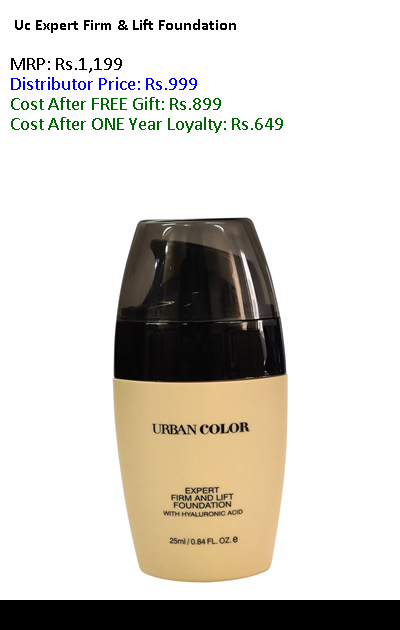 Uc Expert Firm & Lift Foundation
MRP: Rs.1,199
Distributor Price: Rs.999
Cost After FREE Gift: Rs.899
Cost After ONE Year Loyalty: Rs.649
URBAN COLOR
EXPERT
FIRM AND LIFT
FOUNDATION
WITH HYALURONIC ACID
25ml / 0.84 FL. OZ. e